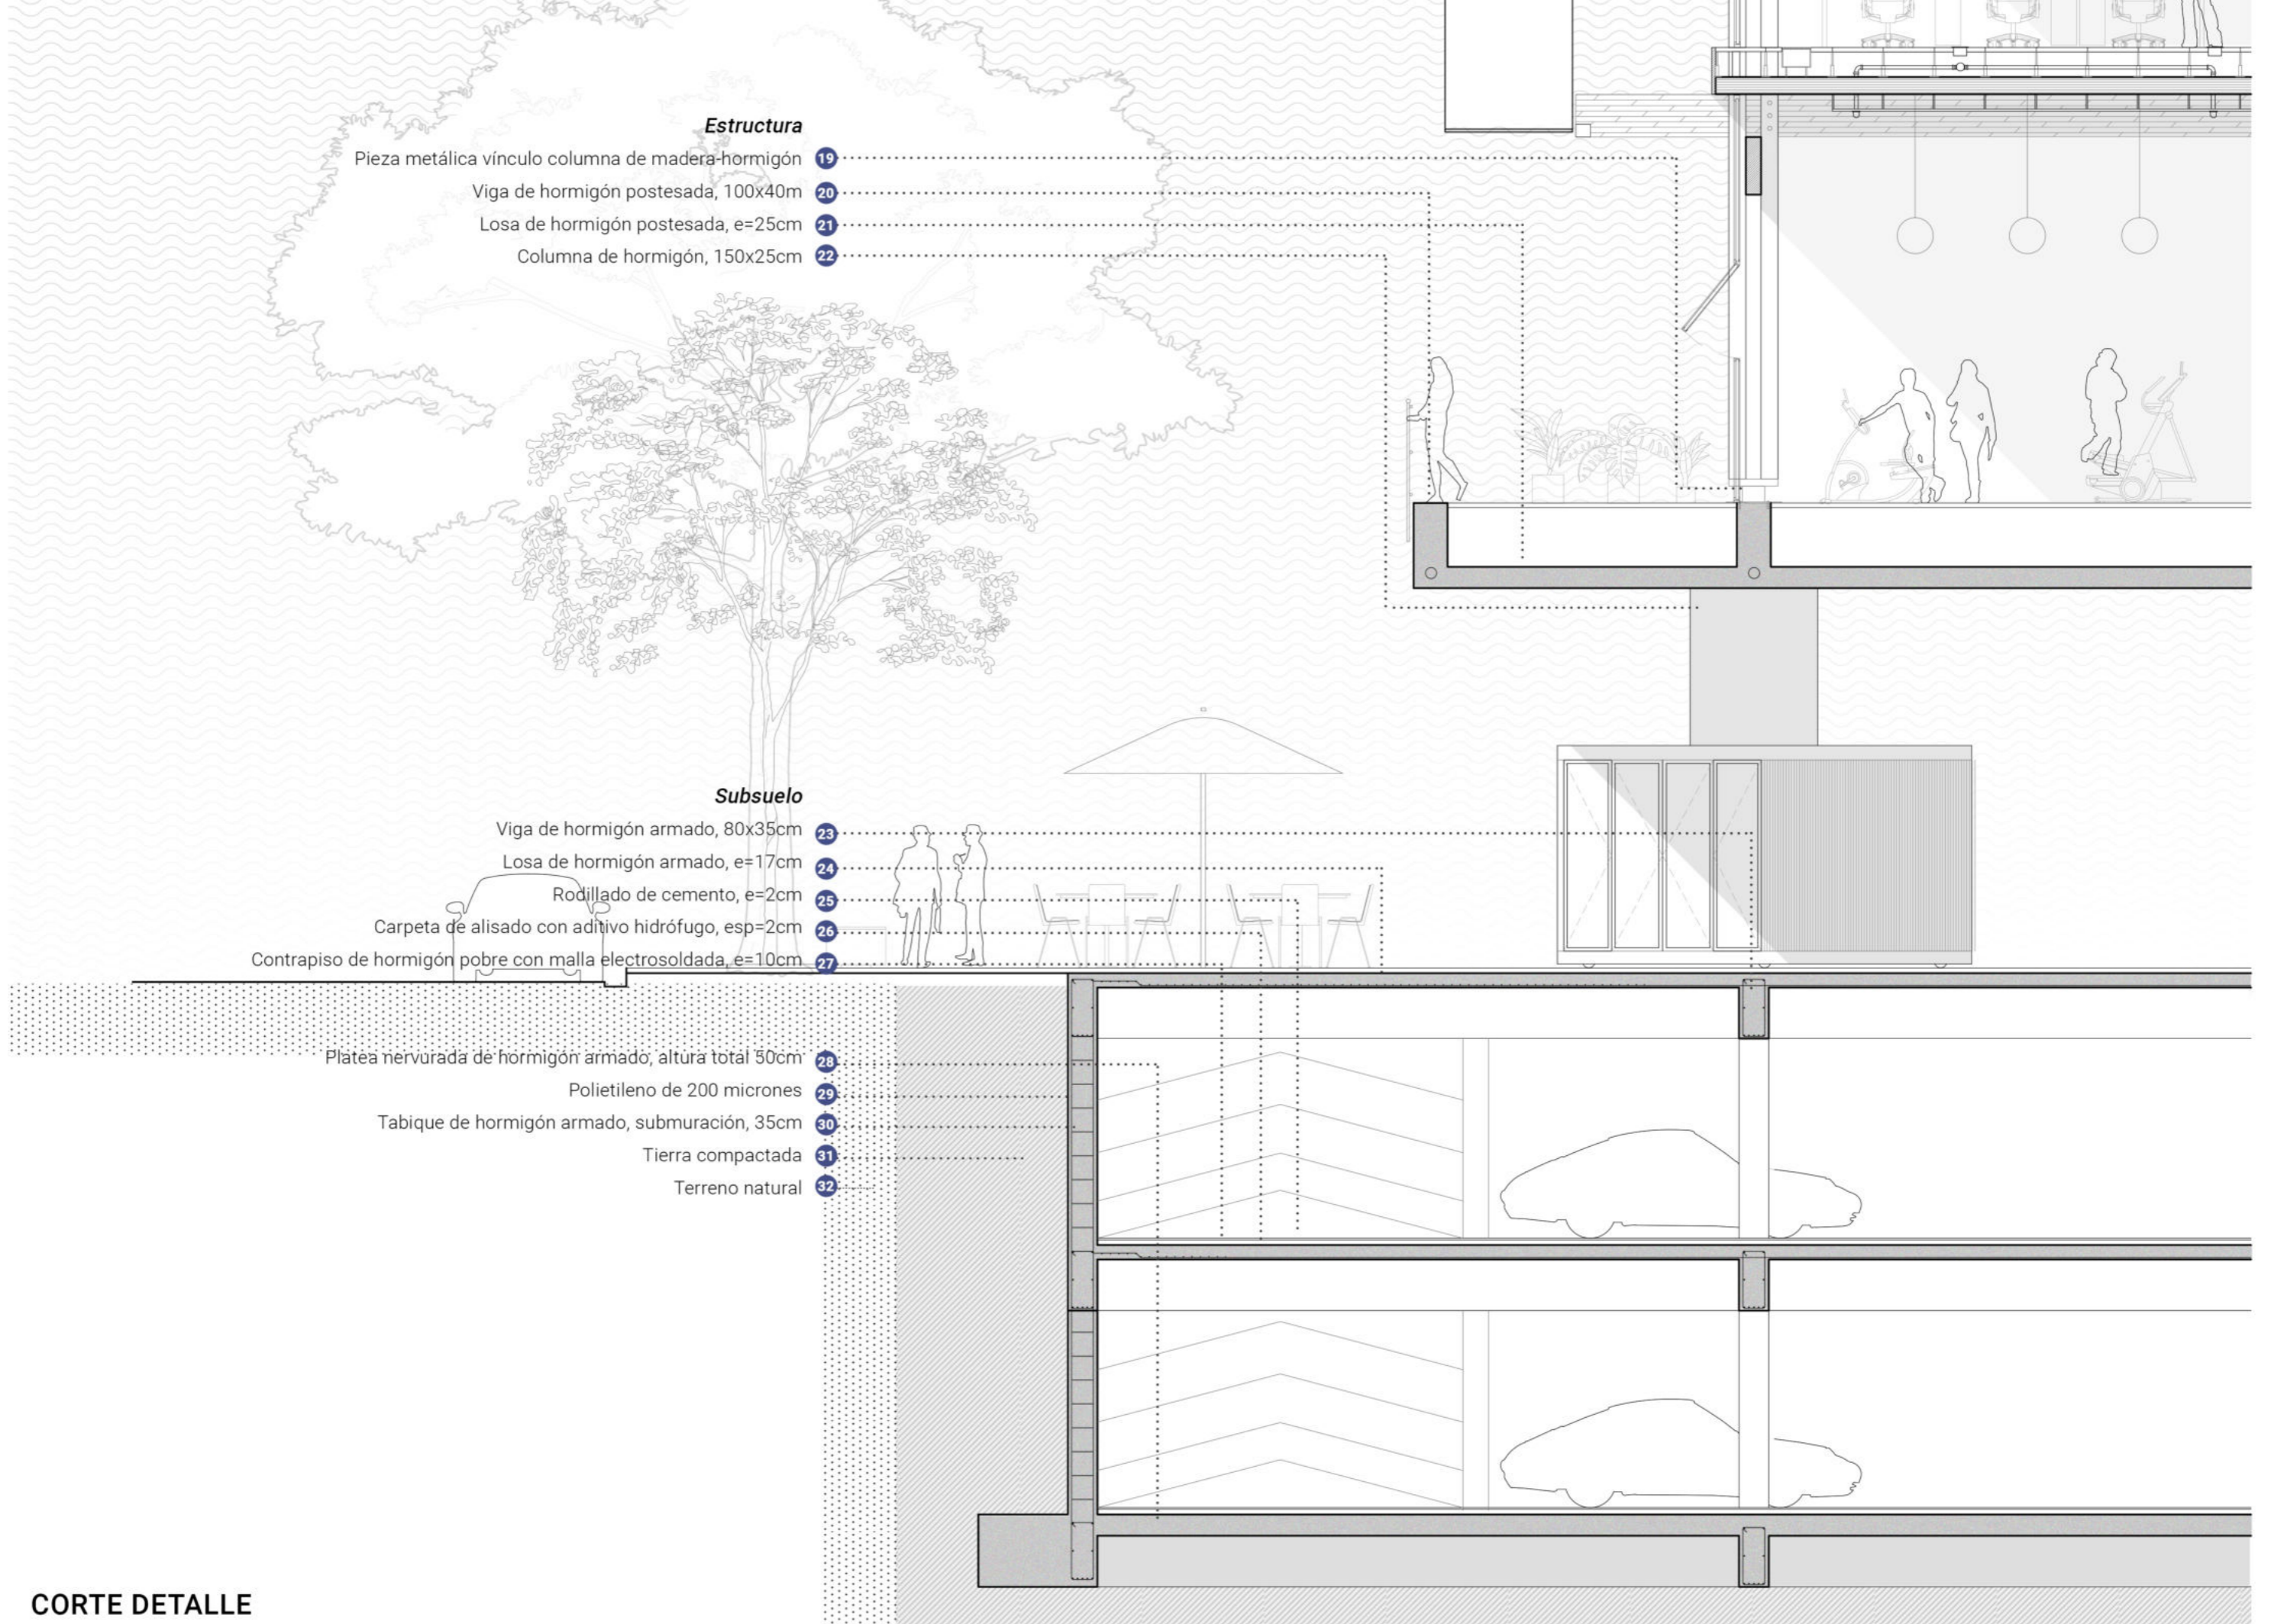 Estructura
Pieza metálica vínculo columna de madera-hormigón 19
Viga de hormigón postesada, 100x40m 20
Losa de hormigón postesada, e=25cm 21
Columna de hormigón, 150x25cm 22
Subsuelo
Viga de hormigón armado, 80x35cm 23
Losa de hormigón armado, e=17cm 24
Rodillado de cemento, e=2cm 25
Carpeta de alisado con aditivo hidrófugo, esp=2cm 26
Contrapiso de hormigón pobre con malla electrosoldada, e=10cm 27
Platea nervurada de hormigón armado, altura total 50cm 28
Polietileno de 200 micrones 29
Tabique de hormigón armado, submuración, 35cm 30
Tierra compactada 31
Terreno natural 32
CORTE DETALLE